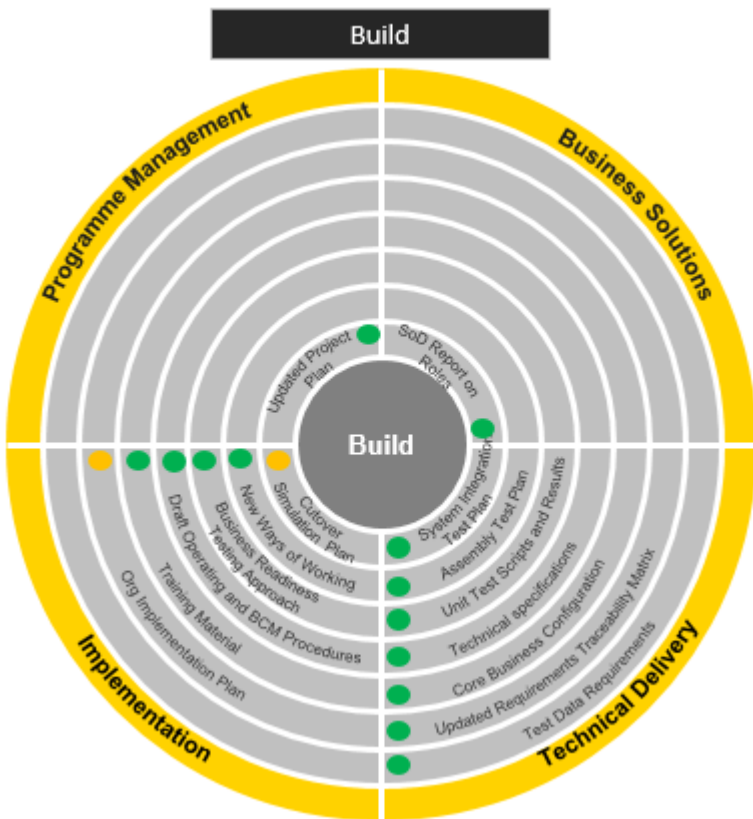 Build
Programme Management
Business Solutions
Updated Project
Plan
SoD Report on
Roles
Build
Cutover
Simulation Plan
New Ways of Working
Business Readiness
Testing Approach
Draft Operating and BCM Procedures
Training Material
Org Implementation Plan
Implementation
System Integration
Test Plan
Assembly Test Plan
Unit Test Scripts and Results
Technical specifications
Core Business Configuration
Updated Requirements Traceability Matrix
Test Data Requirements
Technical Delivery